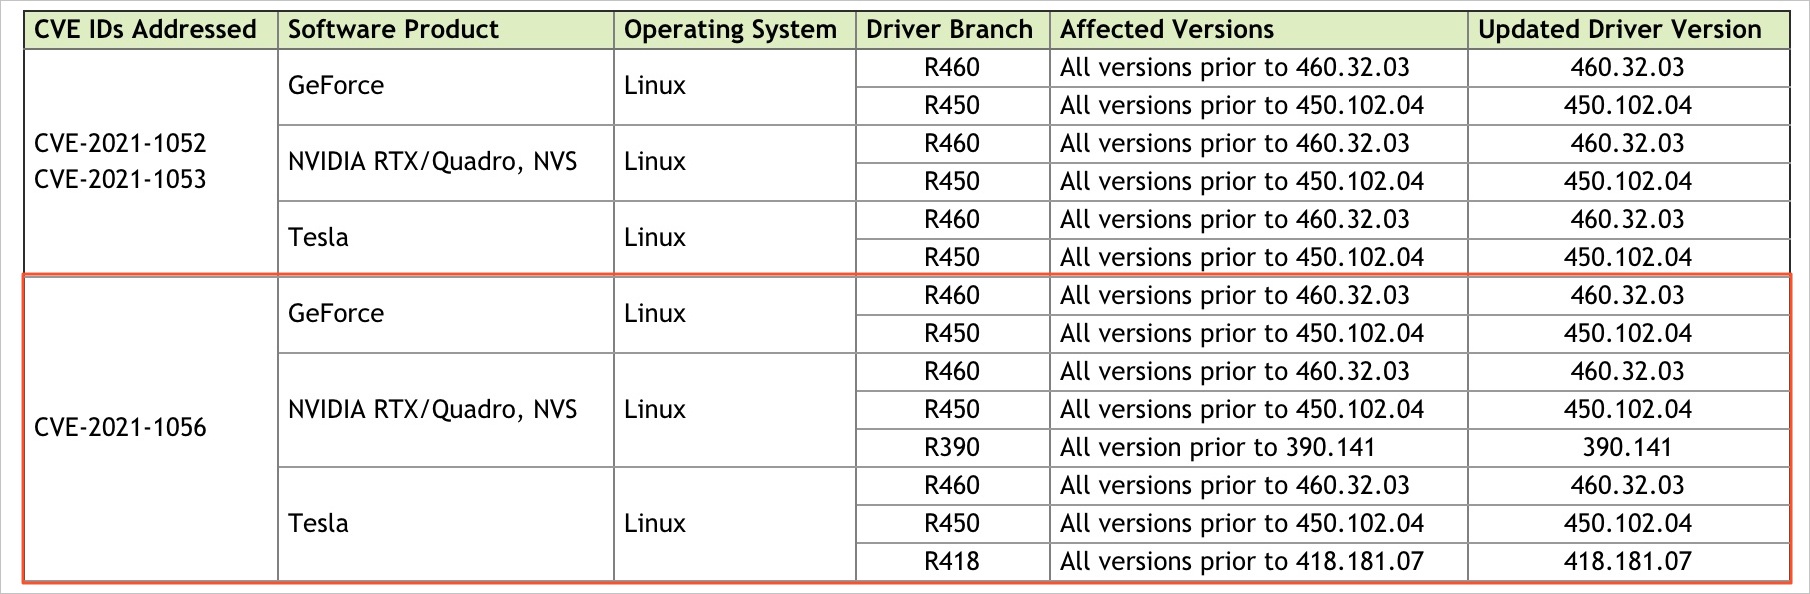 CVE IDs Addressed Software Product Operating System Driver Branch Affected Versions Updated Driver Version
GeForce Linux R460 All versions prior to 460.32.03 460.32.03
R450 All versions prior to 450.102.04 450.102.04
CVE-2021-1052
CVE-2021-1053
NVIDIA RTX/Quadro, NVS Linux R460 All versions prior to 460.32.03 460.32.03
R450 All versions prior to 450.102.04 450.102.04
Tesla Linux R460 All versions prior to 460.32.03 460.32.03
R450 All versions prior to 450.102.04 450.102.04
CVE-2021-1056
GeForce Linux R460 All versions prior to 460.32.03 460.32.03
R450 All versions prior to 450.102.04 450.102.04
NVIDIA RTX/Quadro, NVS Linux R460 All versions prior to 460.32.03 460.32.03
R450 All versions prior to 450.102.04 450.102.04
R390 All version prior to 390.141 390.141
Tesla Linux R460 All versions prior to 460.32.03 460.32.03
R450 All versions prior to 450.102.04 450.102.04
R418 All versions prior to 418.181.07 418.181.07